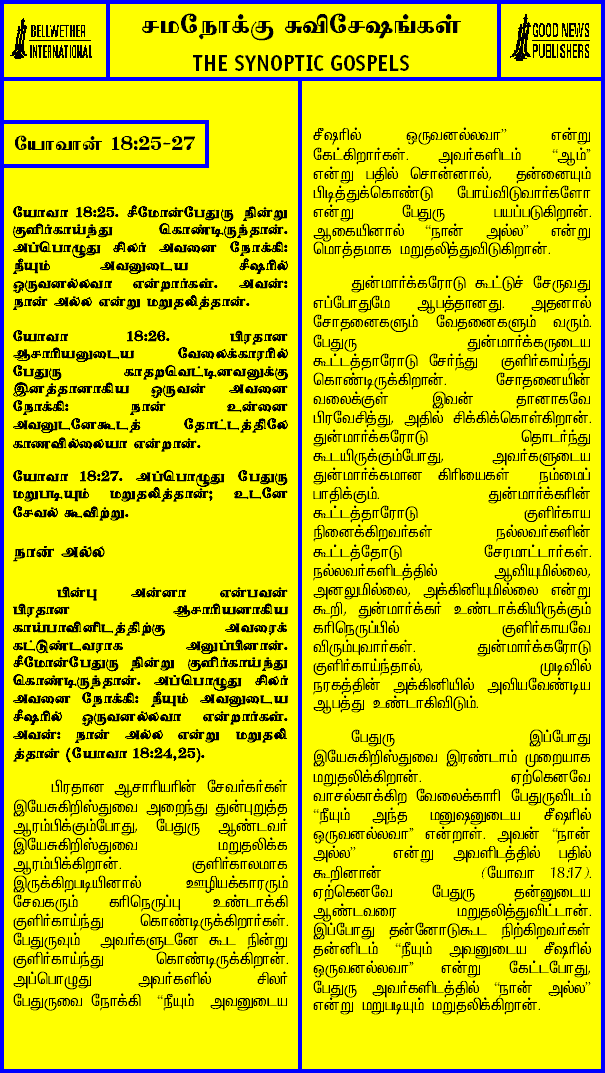 BELLWETHER
INTERNATIONAL
சமநோக்கு சுவிசேஷங்கள்
THE SYNOPTIC GOSPELS
GOOD NEWS
PUBLISHERS
யோவான் 18:25-27
யோவா 18:25. சீமோன்பேதுரு நின்று
குளிர்காய்ந்து கொண்டிருந்தான்.
அப்பொழுது சிலர் அவனை நோக்கி:
நீயும் அவனுடைய சீஷரில்
ஒருவனல்லவா என்றார்கள். அவன்:
நான் அல்ல என்று மறுதலித்தான்.
யோவா 18:26. பிரதான
ஆசாரியனுடைய வேலைக்காரரில்
பேதுரு காதறவெட்டினவனுக்கு
இனத்தானாகிய ஒருவன் அவனை
நோக்கி: நான் உன்னை
அவனுடனேகூடத் தோட்டத்திலே
காணவில்லையா என்றான்.
யோவா 18:27. அப்பொழுது பேதுரு
மறுபடியும் மறுதலித்தான்; உடனே
சேவல் கூவிற்று.
நான் அல்ல
பின்பு அன்னா என்பவன்
பிரதான ஆசாரியனாகிய
காய்பாவினிடத்திற்கு அவரைக்
கட்டுண்டவராக அனுப்பினான்.
சீமோன்பேதுரு நின்று குளிர்காய்ந்து
கொண்டிருந்தான். அப்பொழுது சிலர்
அவனை நோக்கி: நீயும் அவனுடைய
சீஷரில் ஒருவனல்லவா என்றார்கள்.
அவன்: நான் அல்ல என்று மறுதலி
த்தான் (யோவா 18:24,25).
பிரதான ஆசாரியரின் சேவகர்கள்
இயேசுகிறிஸ்துவை அறைந்து துன்புறுத்த
ஆரம்பிக்கும்போது, பேதுரு ஆண்டவர்
இயேசுகிறிஸ்துவை மறுதலிக்க
ஆரம்பிக்கிறான். குளிர்காலமாக
இருக்கிறபடியினால் ஊழியக்காரரும்
சேவகரும் கரிநெருப்பு உண்டாக்கி
குளிர்காய்ந்து கொண்டிருக்கிறார்கள்.
பேதுருவும் அவர்களுடனே கூட நின்று
குளிர்காய்ந்து கொண்டிருக்கிறான்.
அப்பொழுது அவர்களில் சிலர்
பேதுருவை நோக்கி “நீயும் அவனுடைய
சீஷரில் ஒருவனல்லவா” என்று
கேட்கிறார்கள். அவர்களிடம் “ஆம்”
என்று பதில் சொன்னால், தன்னையும்
பிடித்துக்கொண்டு போய்விடுவார்களோ
என்று பேதுரு பயப்படுகிறான்.
ஆகையினால் “நான் அல்ல” என்று
மொத்தமாக மறுதலித்துவிடுகிறான்.
துன்மார்க்கரோடு கூட்டுச் சேருவது
எப்போதுமே ஆபத்தானது. அதனால்
சோதனைகளும் வேதனைகளும் வரும்.
பேதுரு துன்மார்க்கருடைய
கூட்டத்தாரோடு சேர்ந்து குளிர்காய்ந்து
கொண்டிருக்கிறான். சோதனையின்
வலைக்குள் இவன் தானாகவே
பிரவேசித்து, அதில் சிக்கிக்கொள்கிறான்.
துன்மார்க்கரோடு தொடர்ந்து
கூடயிருக்கும்போது, அவர்களுடைய
துன்மார்க்கமான கிரியைகள் நம்மைப்
பாதிக்கும். துன்மார்க்கரின்
கூட்டத்தாரோடு குளிர்காய
நினைக்கிறவர்கள் நல்லவர்களின்
கூட்டத்தோடு சேரமாட்டார்கள்.
நல்லவர்களிடத்தில் ஆவியுமில்லை,
அனலுமில்லை, அக்கினியுமில்லை என்று
கூறி, துன்மார்க்கர் உண்டாக்கியிருக்கும்
கரிநெருப்பில் குளிர்காயவே
விரும்புவார்கள். துன்மார்க்கரோடு
குளிர்காய்ந்தால், முடிவில்
நரகத்தின் அக்கினியில் அவியவேண்டிய
ஆபத்து உண்டாகிவிடும்.
பேதுரு இப்போது
இயேசுகிறிஸ்துவை இரண்டாம் முறையாக
மறுதலிக்கிறான். ஏற்கெனவே
வாசல்காக்கிற வேலைக்காரி பேதுருவிடம்
“நீயும் அந்த மனுஷனுடைய சீஷரில்
ஒருவனல்லவா” என்றாள். அவன் “நான்
அல்ல” என்று அவளிடத்தில் பதில்
கூறினான் (யோவா 18:17).
ஏற்கெனவே பேதுரு தன்னுடைய
ஆண்டவரை மறுதலித்துவிட்டான்.
இப்போது தன்னோடுகூட நிற்கிறவர்கள்
தன்னிடம் “நீயும் அவனுடைய சீஷரில்
ஒருவனல்லவா” என்று கேட்டபோது,
பேதுரு அவர்களிடத்தில் “நான் அல்ல”
என்று மறுபடியும் மறுதலிக்கிறான்.